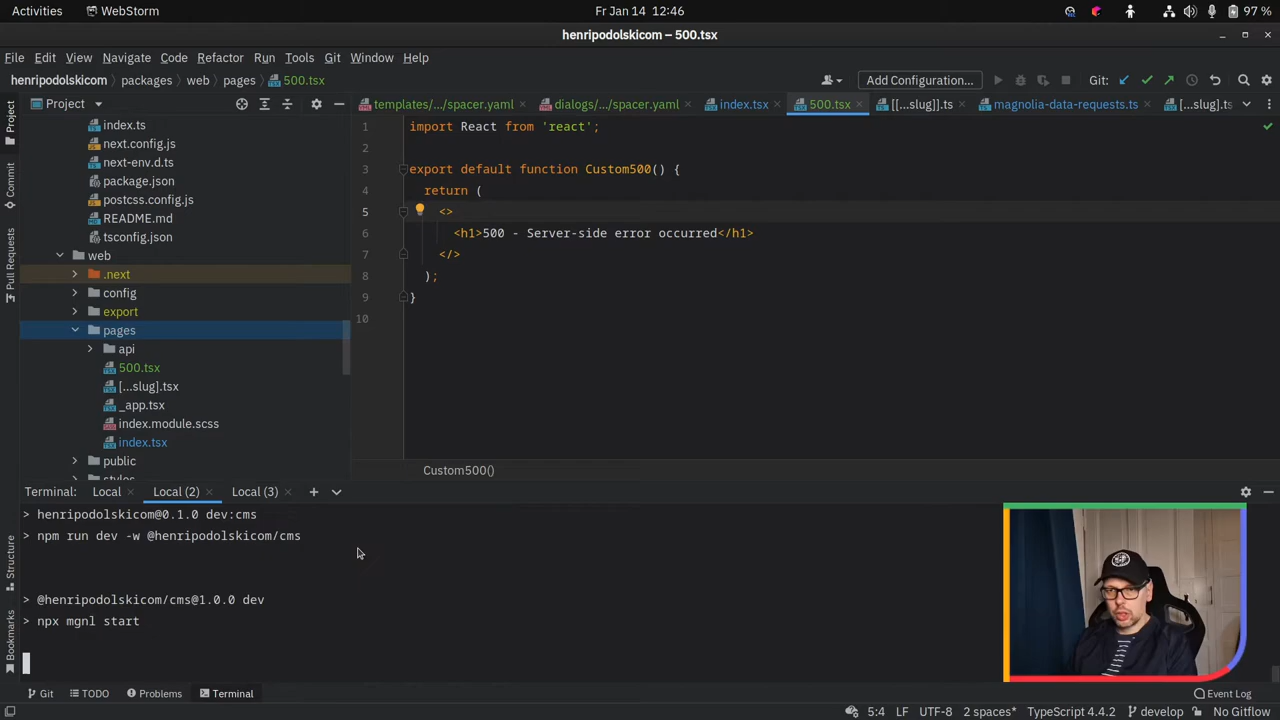 Activities
WebStorm
Fr Jan 14 12:46
97 %
henripodolskicom – 500.tsx
File Edit View Navigate Code Refactor Run Tools Git Window Help
henripodolskicom packages web pages 500.tsx
Add Configuration...
Git:
Project
templates/.../spacer.yaml
dialogs/.../spacer.yaml
index.tsx
500.tsx
[[...slug]].ts
magnolia-data-requests.ts
[...slug].ts
Project
Commit
Pull Requests
Structure
Bookmarks
index.ts
next.config.js
next-env.d.ts
package.json
postcss.config.js
README.md
tsconfig.json
web
.next
config
export
pages
api
500.tsx
[...slug].tsx
_app.tsx
index.module.scss
index.tsx
public
styles
1 import React from 'react';
2
3 export default function Custom500() {
4 return (
5 <>
6 <h1>500 - Server-side error occurred</h1>
7 </>
8 );
9 }
10
Custom500()
Terminal: Local Local (2) Local (3)
> henripodolskicom@0.1.0 dev:cms
> npm run dev -w @henripodolskicom/cms
> @henripodolskicom/cms@1.0.0 dev
> npx mgnl start
Git
TODO
Problems
Terminal
Event Log
5:4 LF UTF-8 2 spaces* TypeScript 4.4.2 develop No Gitflow